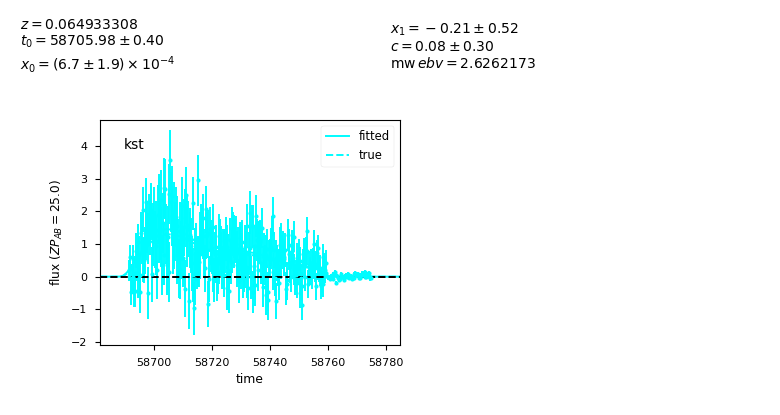 z = 0.064933308
t₀ = 58705.98 ± 0.40
x₀ = (6.7 ± 1.9) × 10⁻⁴
x₁ = −0.21 ± 0.52
c = 0.08 ± 0.30
mw ebv = 2.6262173
kst
fitted
true
flux (ZP_AB = 25.0)
4
3
2
1
0
−1
−2
58700 58720 58740 58760 58780
time